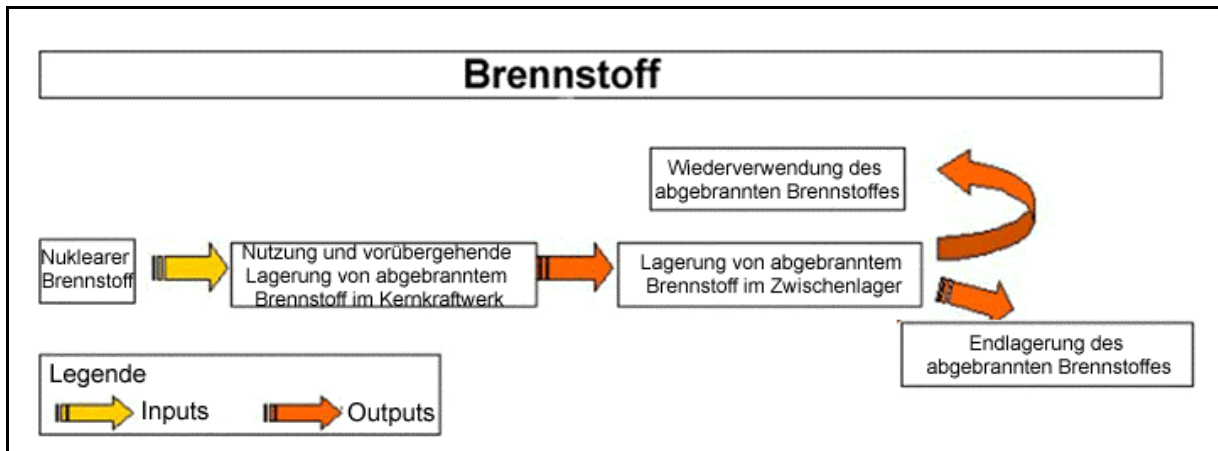 Brennstoff
Wiederverwendung des
abgebrannten Brennstoffes
Nuklearer
Brennstoff
Nutzung und vorübergehende
Lagerung von abgebranntem
Brennstoff im Kernkraftwerk
Lagerung von abgebranntem
Brennstoff im Zwischenlager
Endlagerung des
abgebrannten Brennstoffes
Legende
Inputs
Outputs